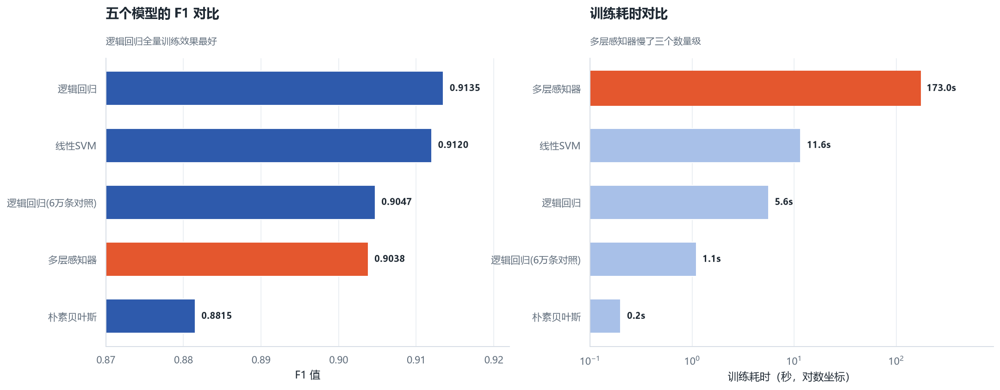 五个模型的 F1 对比
逻辑回归全量训练效果最好
逻辑回归
0.9135
线性SVM
0.9120
逻辑回归(6万条对照)
0.9047
多层感知器
0.9038
朴素贝叶斯
0.8815
0.87 0.88 0.89 0.90 0.91 0.92
F1 值
训练耗时对比
多层感知器慢了三个数量级
多层感知器
173.0s
线性SVM
11.6s
逻辑回归
5.6s
逻辑回归(6万条对照)
1.1s
朴素贝叶斯
0.2s
10⁻¹ 10⁰ 10¹ 10²
训练耗时（秒，对数坐标）